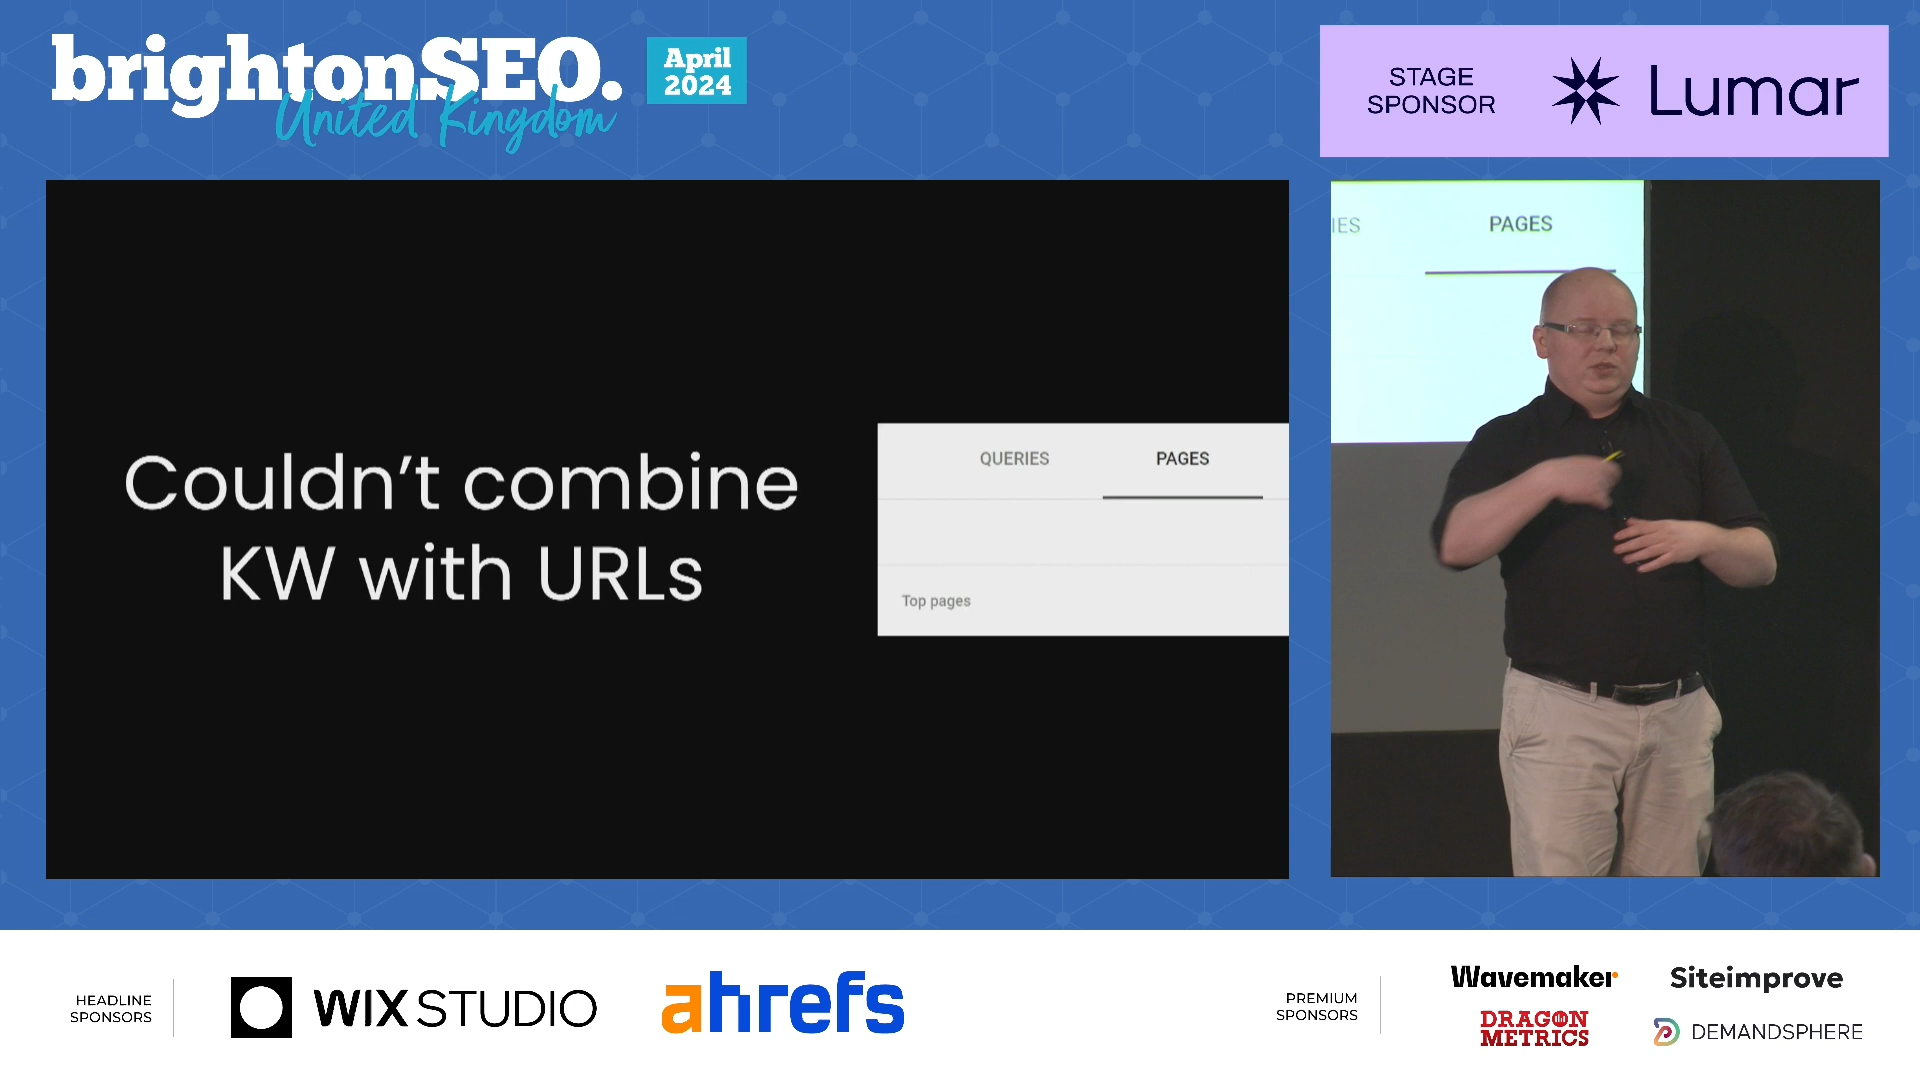 brightonSEO.
United Kingdom
April
2024
STAGE
SPONSOR
Lumar
Couldn't combine
KW with URLs
QUERIES
PAGES
Top pages
IES
PAGES
HEADLINE
SPONSORS
WIX STUDIO
ahrefs
PREMIUM
SPONSORS
Wavemaker
Siteimprove
DRAGON
METRICS
DEMANDSPHERE